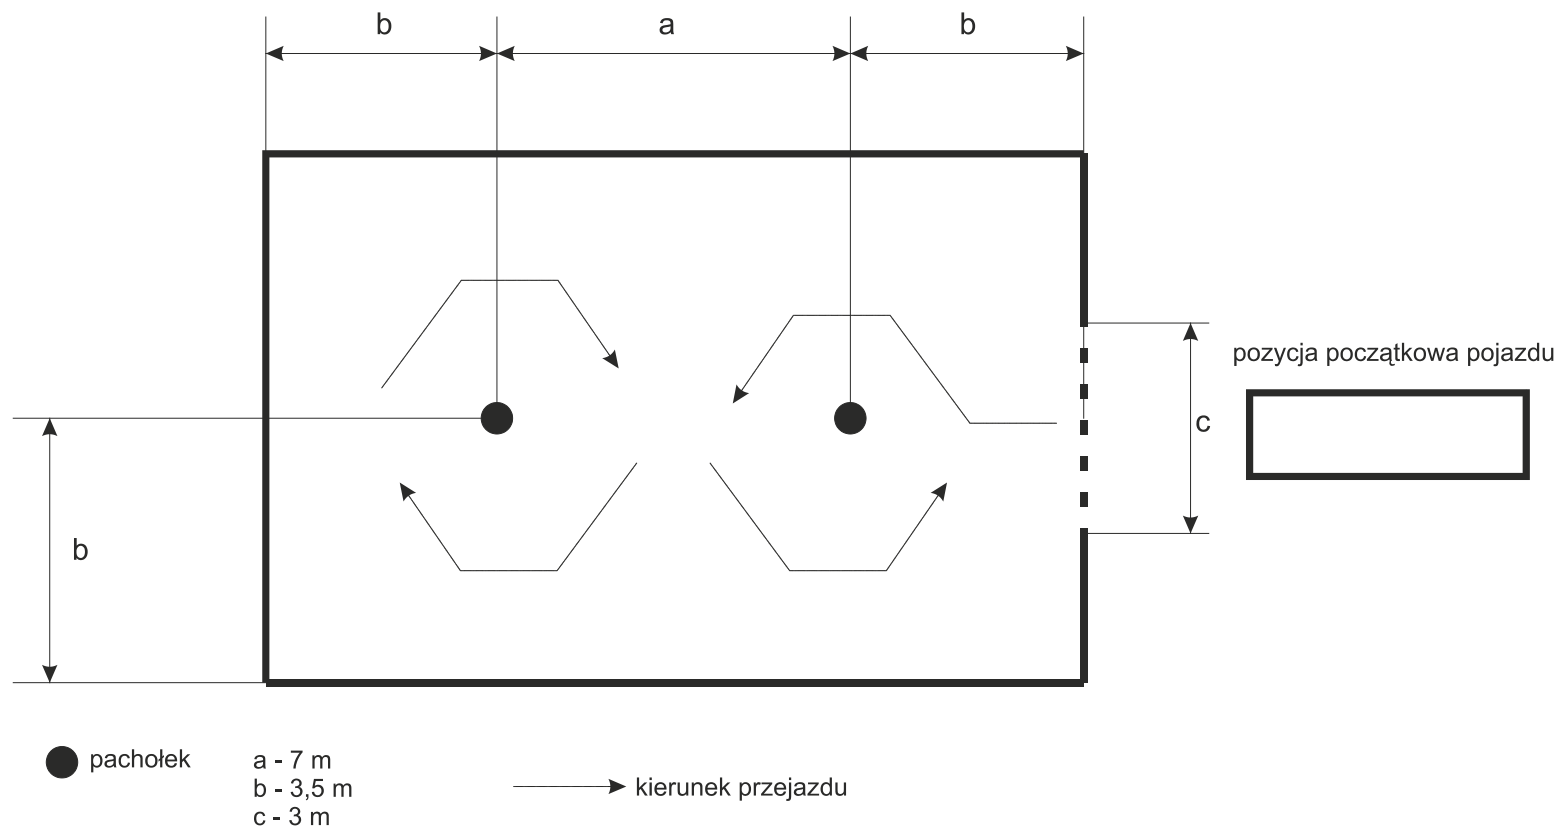 b
a
b
pozycja początkowa pojazdu
c
b
pachołek
a - 7 m
b - 3,5 m
c - 3 m
kierunek przejazdu